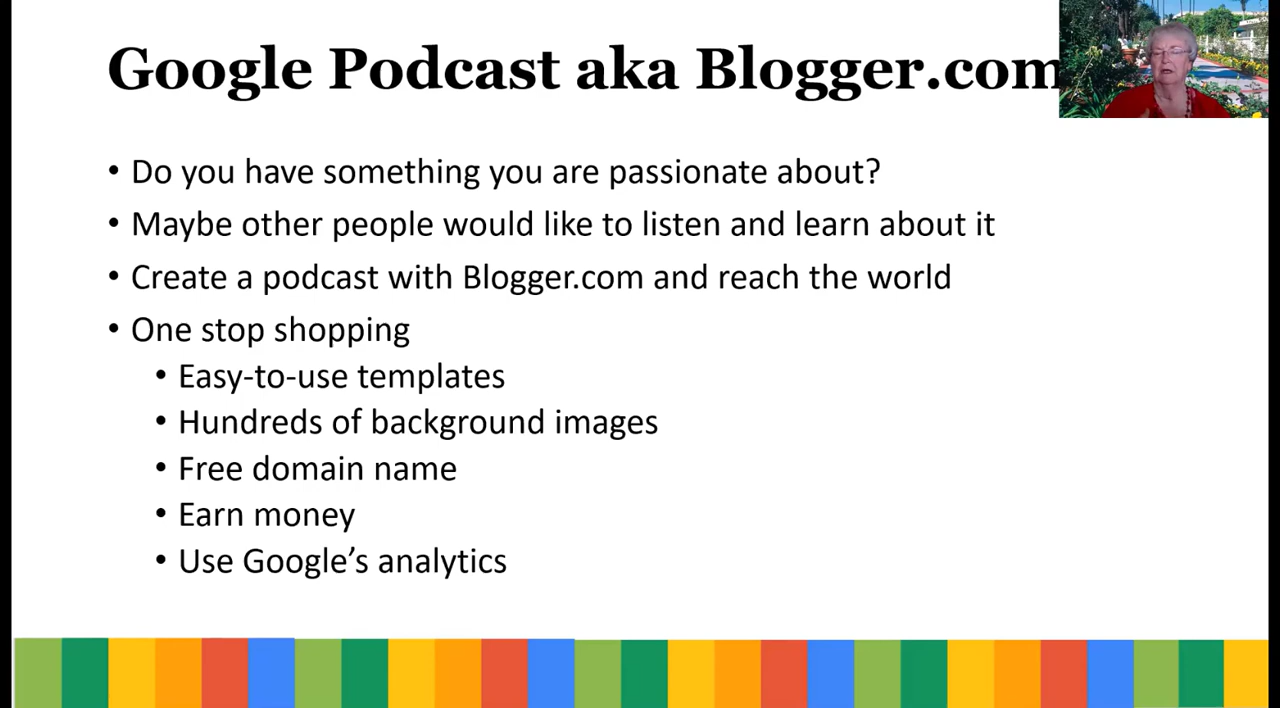 Google Podcast aka Blogger.com
• Do you have something you are passionate about?
• Maybe other people would like to listen and learn about it
• Create a podcast with Blogger.com and reach the world
• One stop shopping
• Easy-to-use templates
• Hundreds of background images
• Free domain name
• Earn money
• Use Google’s analytics